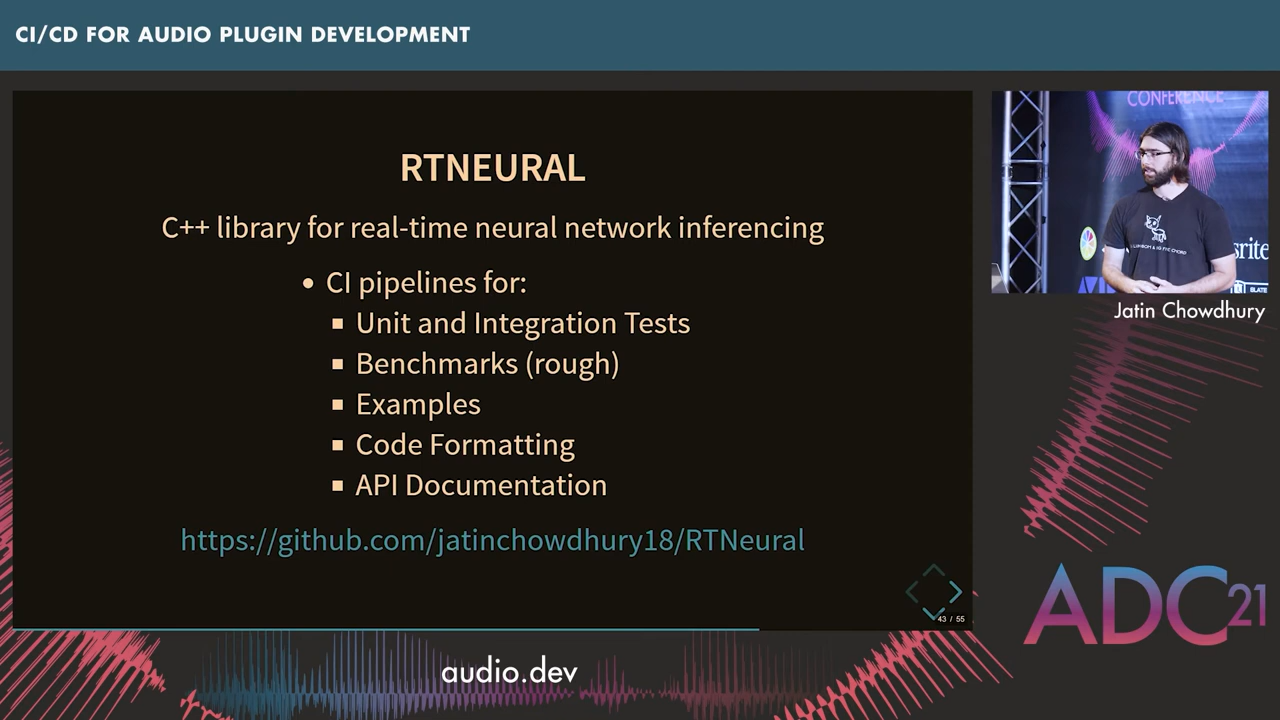 CI/CD FOR AUDIO PLUGIN DEVELOPMENT
RTNEURAL
C++ library for real-time neural network inferencing
CI pipelines for:
Unit and Integration Tests
Benchmarks (rough)
Examples
Code Formatting
API Documentation
https://github.com/jatinchowdhury18/RTNeural
43 / 55
CONFERENCE
Jatin Chowdhury
ADC21
audio.dev